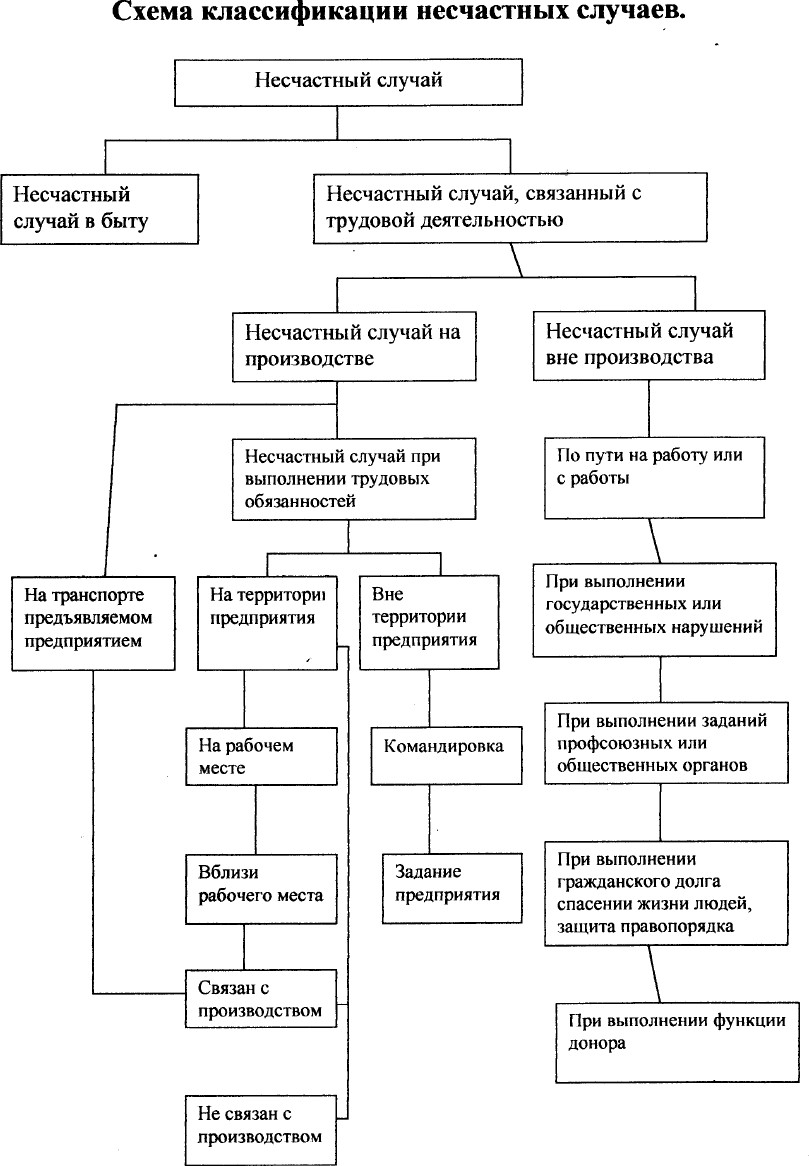 Схема классификации несчастных случаев.
Несчастный случай
Несчастный
случай в быту
Несчастный случай, связанный с
трудовой деятельностью
Несчастный случай на
производстве
Несчастный случай
вне производства
Несчастный случай при
выполнении трудовых
обязанностей
По пути на работу или
с работы
На транспорте
предъявляемом
предприятием
На территори
предприятия
Вне
территории
предприятия
При выполнении
государственных или
общественных нарушений
На рабочем
месте
Командировка
При выполнении заданий
профсоюзных или
общественных органов
Вблизи
рабочего места
Задание
предприятия
При выполнении
гражданского долга
спасении жизни людей,
защита правопорядка
Связан с
производством
При выполнении функции
донора
Не связан с
производством